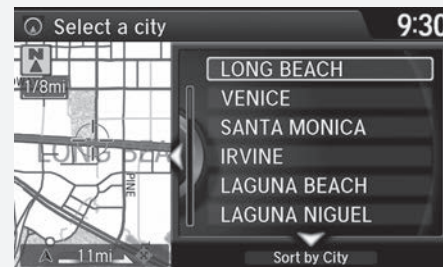 Select a city
9:30
N
1/8mi
LONG BEACH
VENICE
SANTA MONICA
IRVINE
LAGUNA BEACH
LAGUNA NIGUEL
PINE
11mi
Sort by City